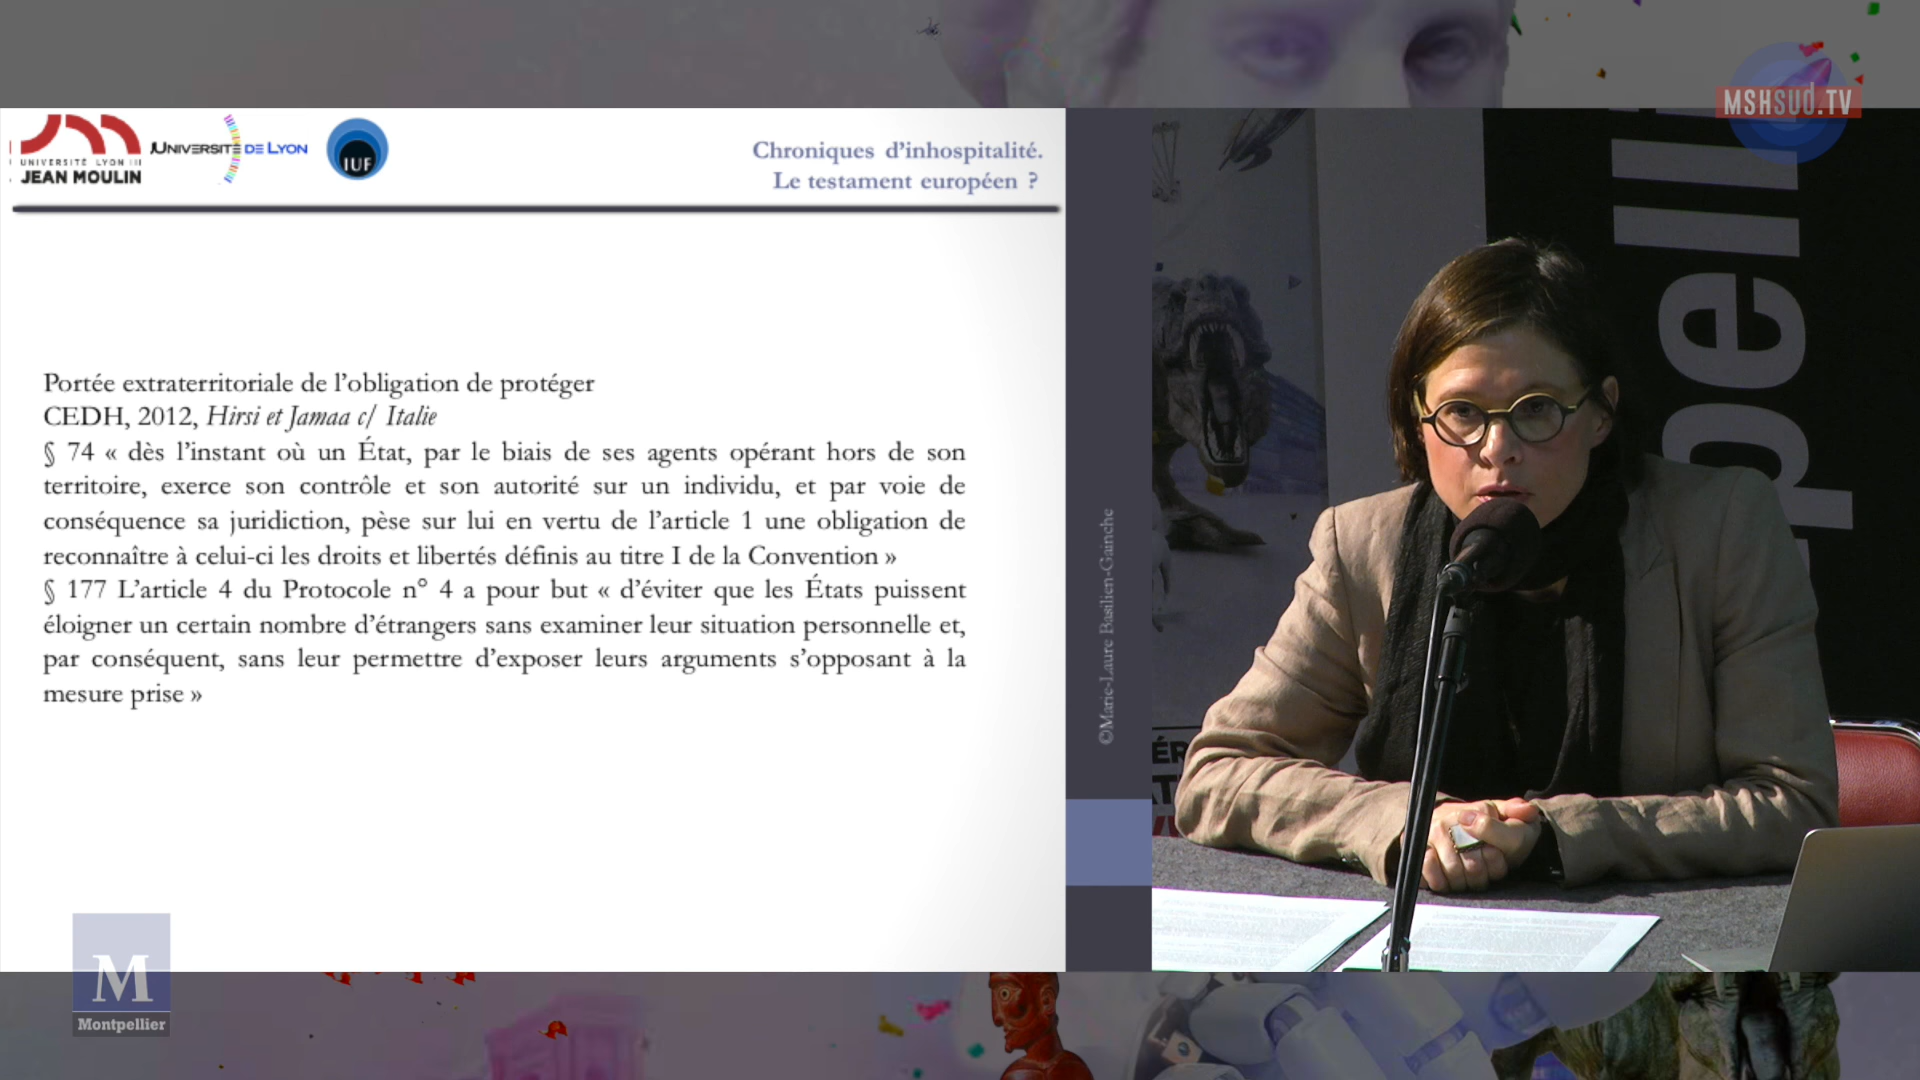 MSHSUD.TV
UNIVERSITÉ LYON III
JEAN MOULIN
UNIVERSITÉ DE LYON
IUF
Chroniques d’inhospitalité.
Le testament européen ?
Portée extraterritoriale de l’obligation de protéger
CEDH, 2012, Hirsi et Jamaa c/ Italie
§ 74 « dès l’instant où un État, par le biais de ses agents opérant hors de son
territoire, exerce son contrôle et son autorité sur un individu, et par voie de
conséquence sa juridiction, pèse sur lui en vertu de l’article 1 une obligation de
reconnaître à celui-ci les droits et libertés définis au titre I de la Convention »
§ 177 L’article 4 du Protocole n° 4 a pour but « d’éviter que les États puissent
éloigner un certain nombre d’étrangers sans examiner leur situation personnelle et,
par conséquent, sans leur permettre d’exposer leurs arguments s’opposant à la
mesure prise »
©Marie-Laure Basilien-Gainche
pelli
M
Montpellier